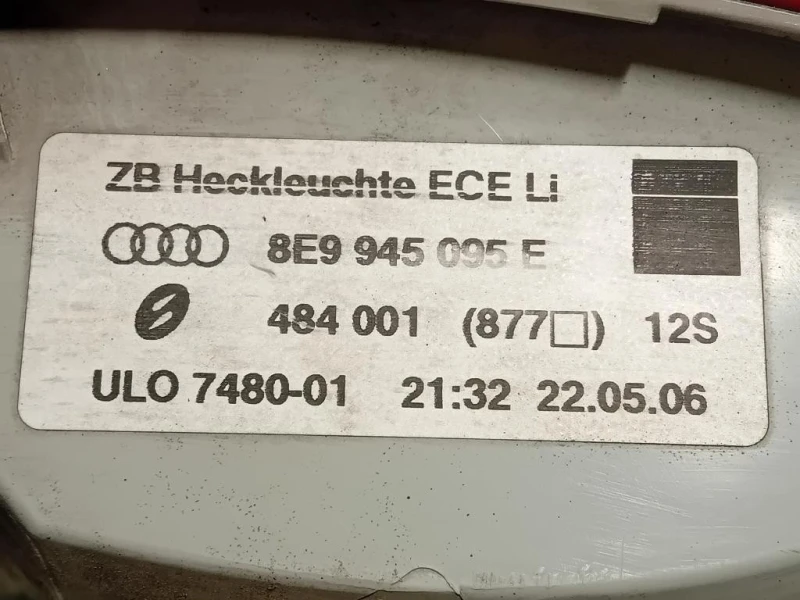 ZB Heckleuchte ECE Li
8E9 945 095 E
484 001 (877□) 12S
ULO 7480-01 21:32 22.05.06